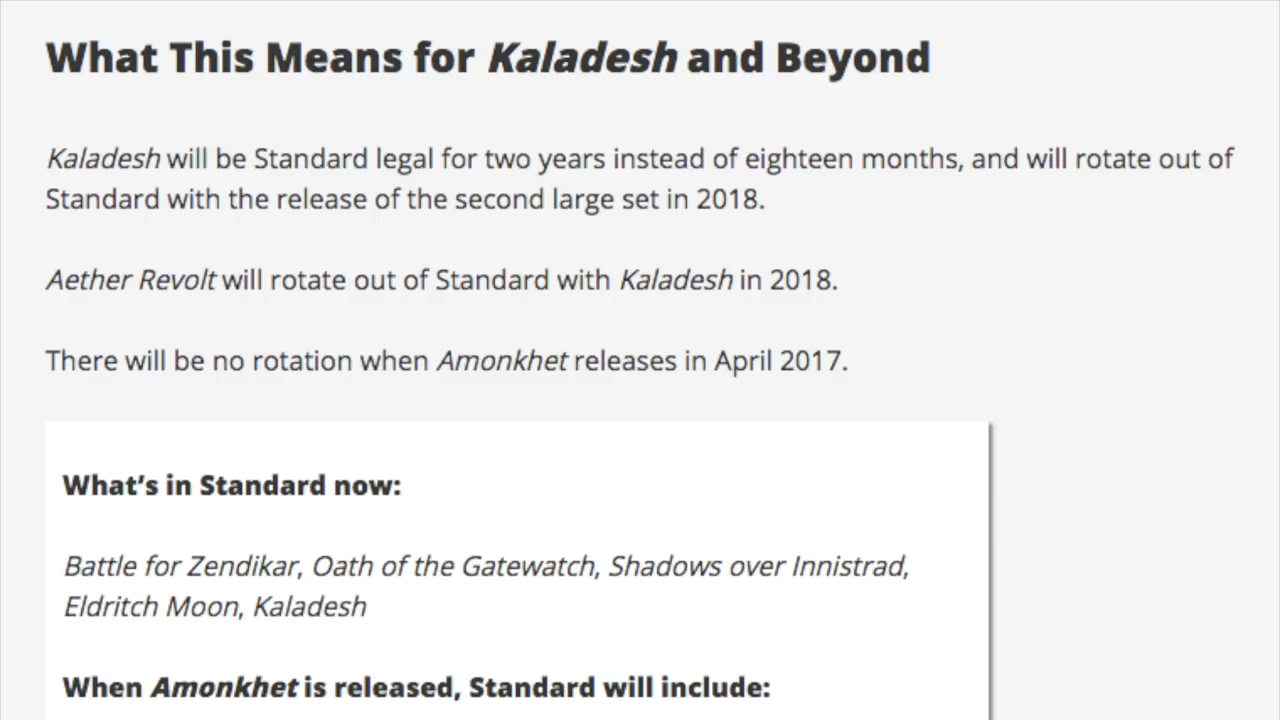 What This Means for Kaladesh and Beyond
Kaladesh will be Standard legal for two years instead of eighteen months, and will rotate out of
Standard with the release of the second large set in 2018.
Aether Revolt will rotate out of Standard with Kaladesh in 2018.
There will be no rotation when Amonkhet releases in April 2017.
What’s in Standard now:
Battle for Zendikar, Oath of the Gatewatch, Shadows over Innistrad,
Eldritch Moon, Kaladesh
When Amonkhet is released, Standard will include: